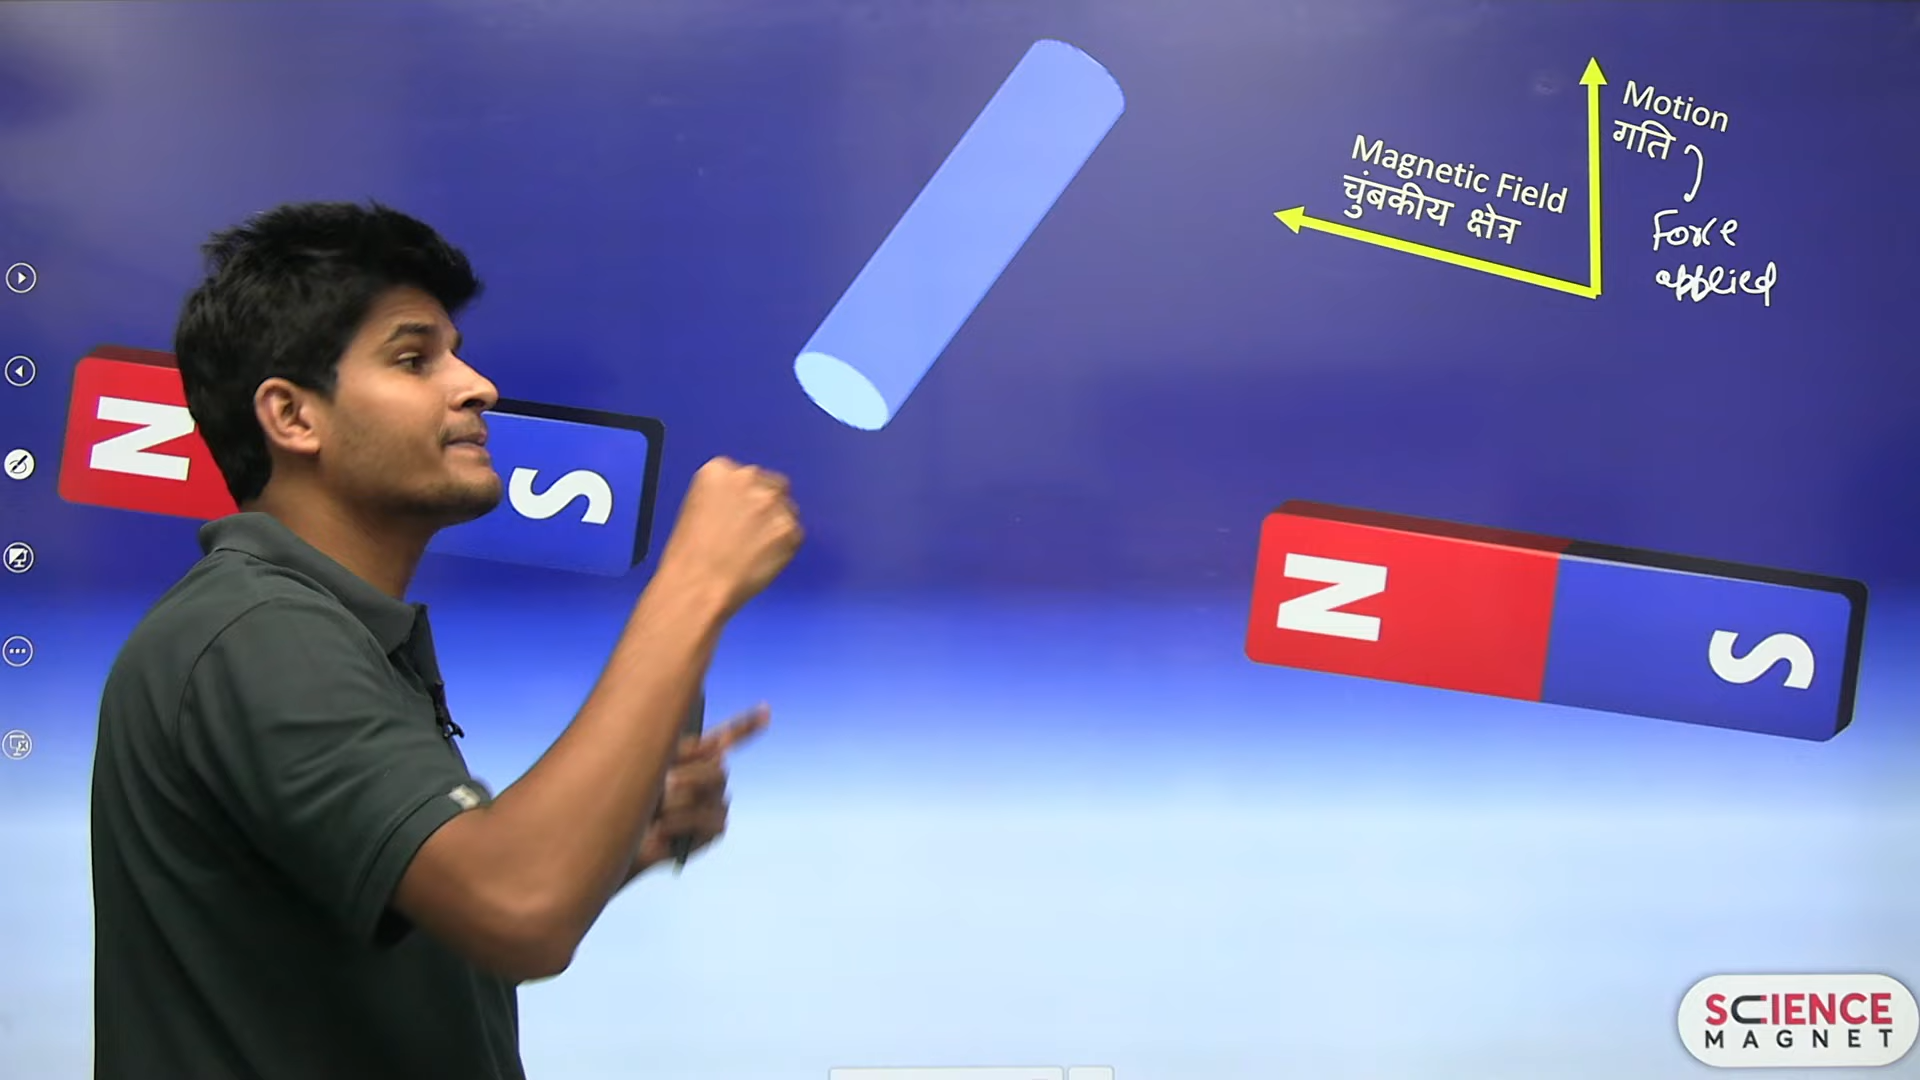 Motion
गति
Magnetic Field
चुंबकीय क्षेत्र
Force
applied
N
S
N
S
SCIENCE
MAGNET